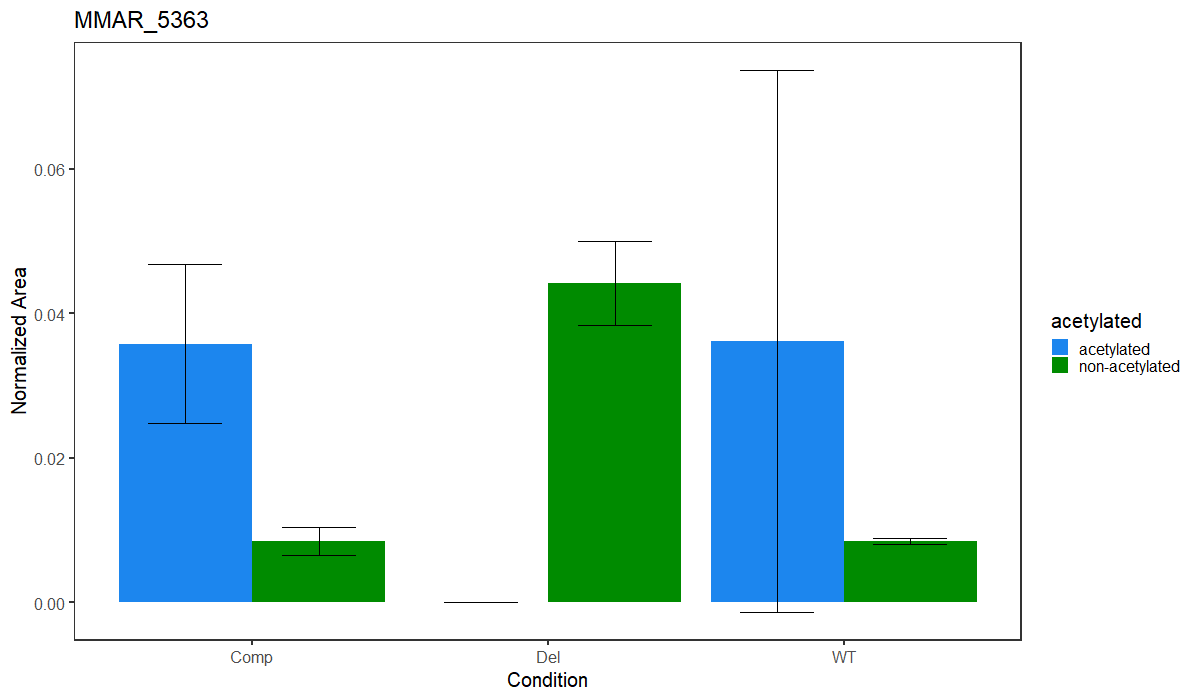 MMAR_5363
Normalized Area
0.06
0.04
0.02
0.00
Comp
Del
WT
Condition
acetylated
acetylated
non-acetylated